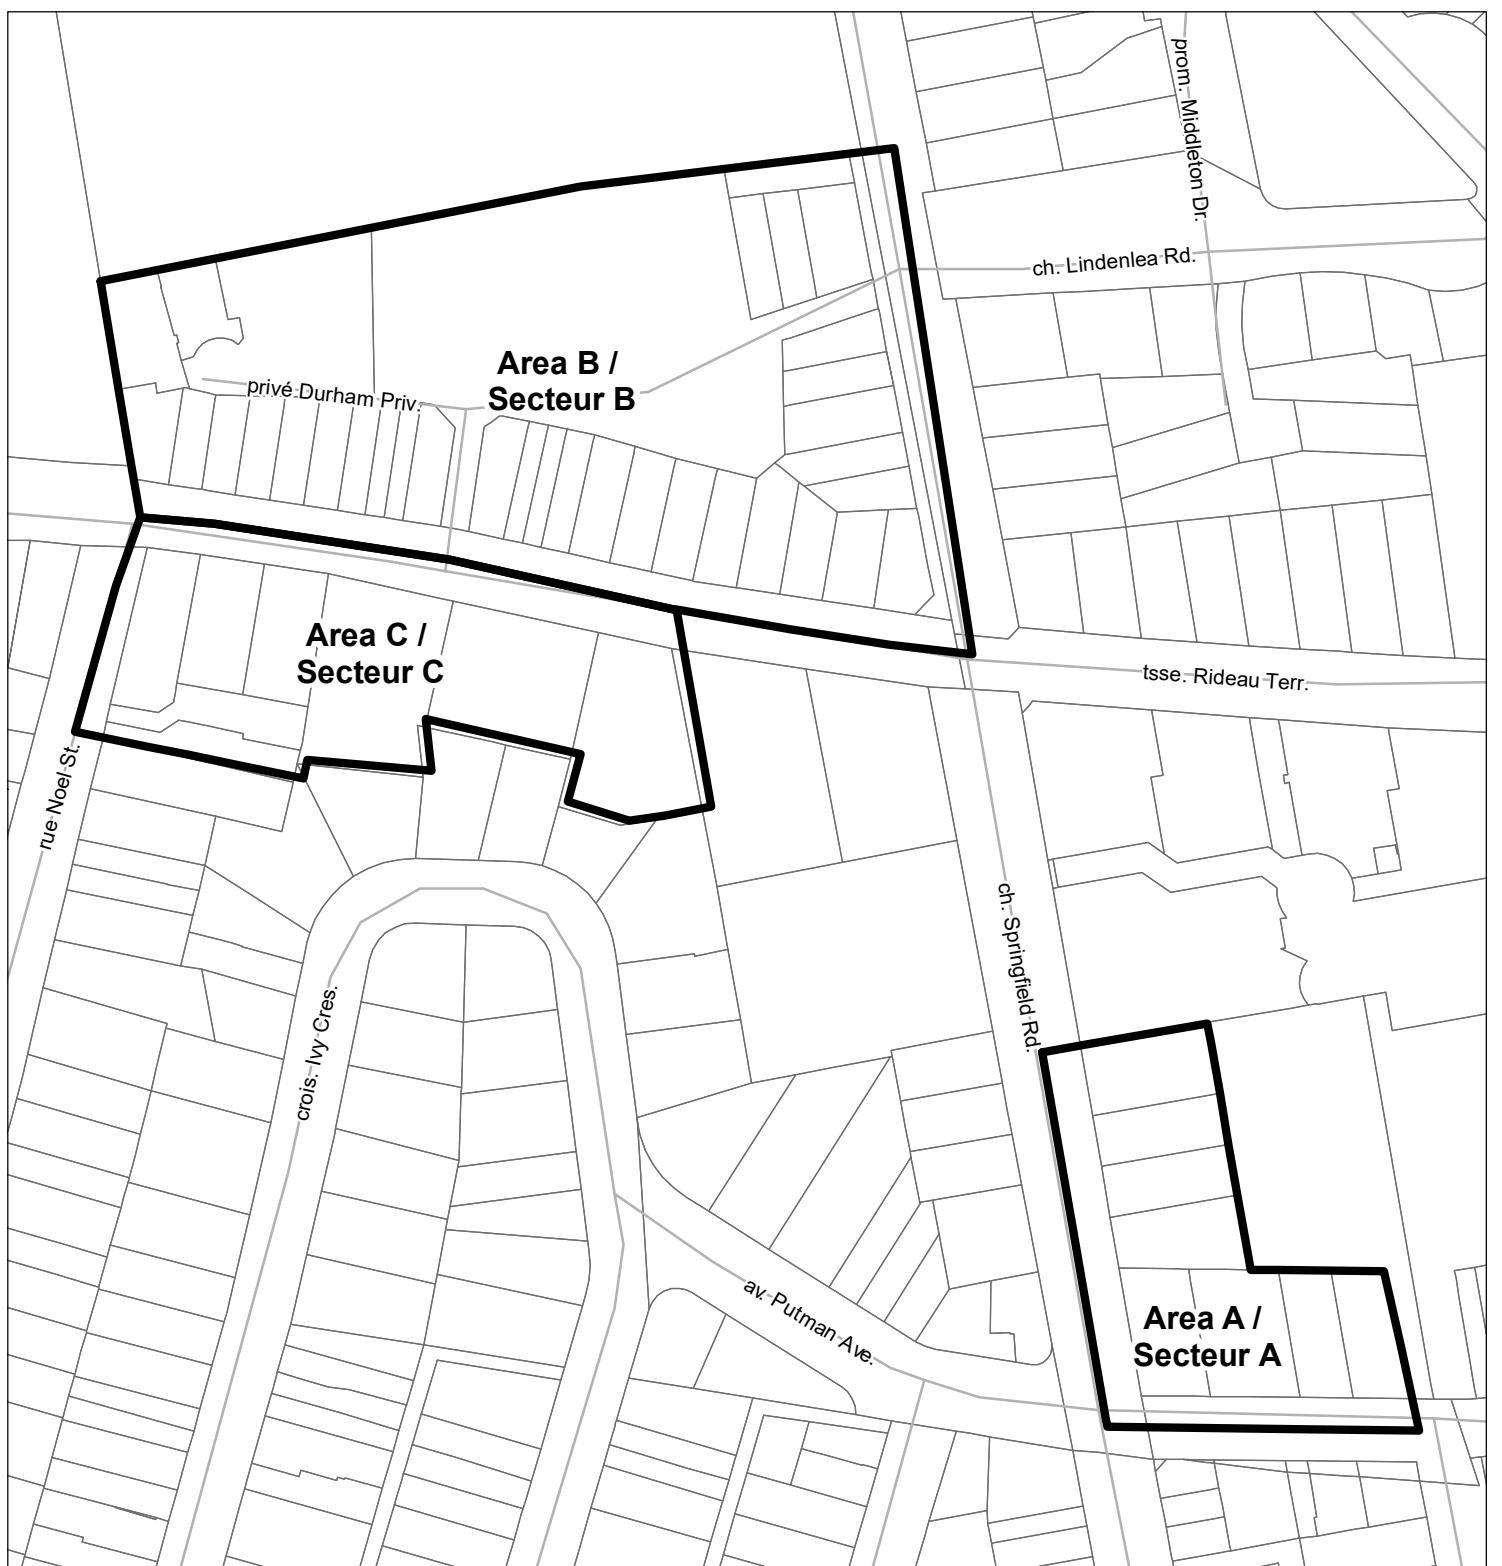 prom. Middleton Dr.
ch. Lindenlea Rd.
Area B /
Secteur B
privé Durham Priv.
Area C /
Secteur C
tsse. Rideau Terr.
rue Noel St.
ch. Springfield Rd.
crois. Ivy Cres.
av. Putman Ave.
Area A /
Secteur A